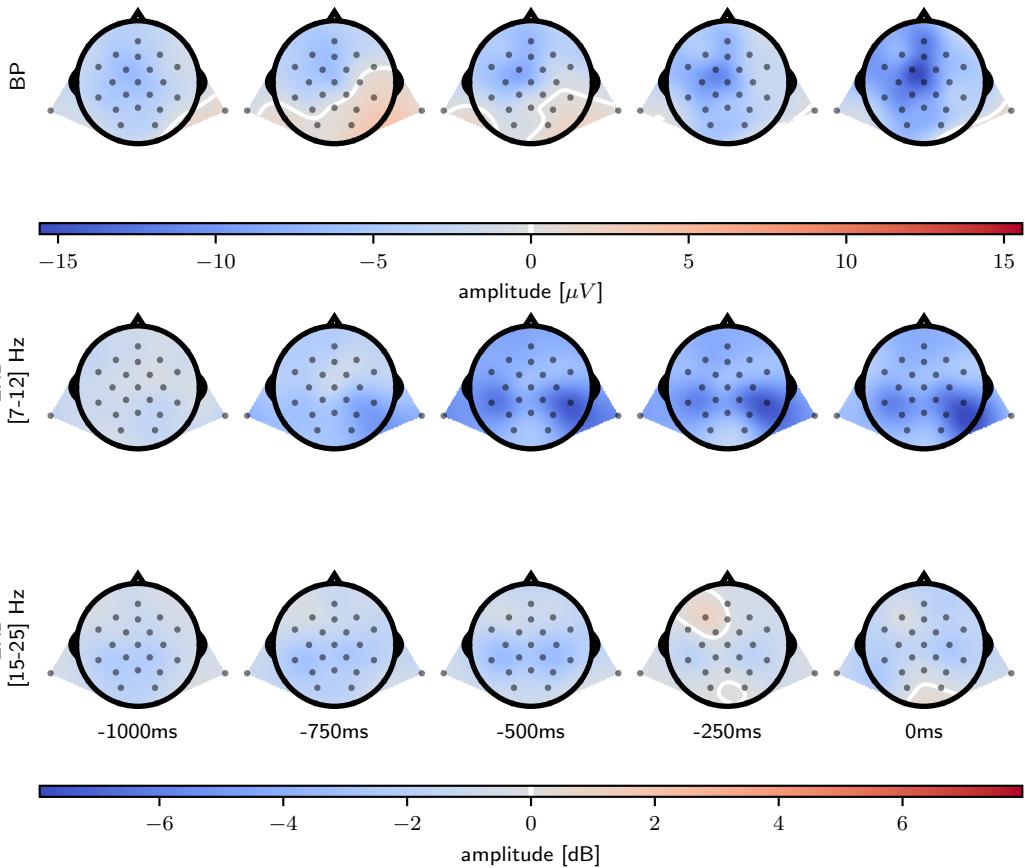 BP
−15 −10 −5 0 5 10 15
amplitude [μV]
[7-12] Hz
[15-25] Hz
-1000ms -750ms -500ms -250ms 0ms
−6 −4 −2 0 2 4 6
amplitude [dB]